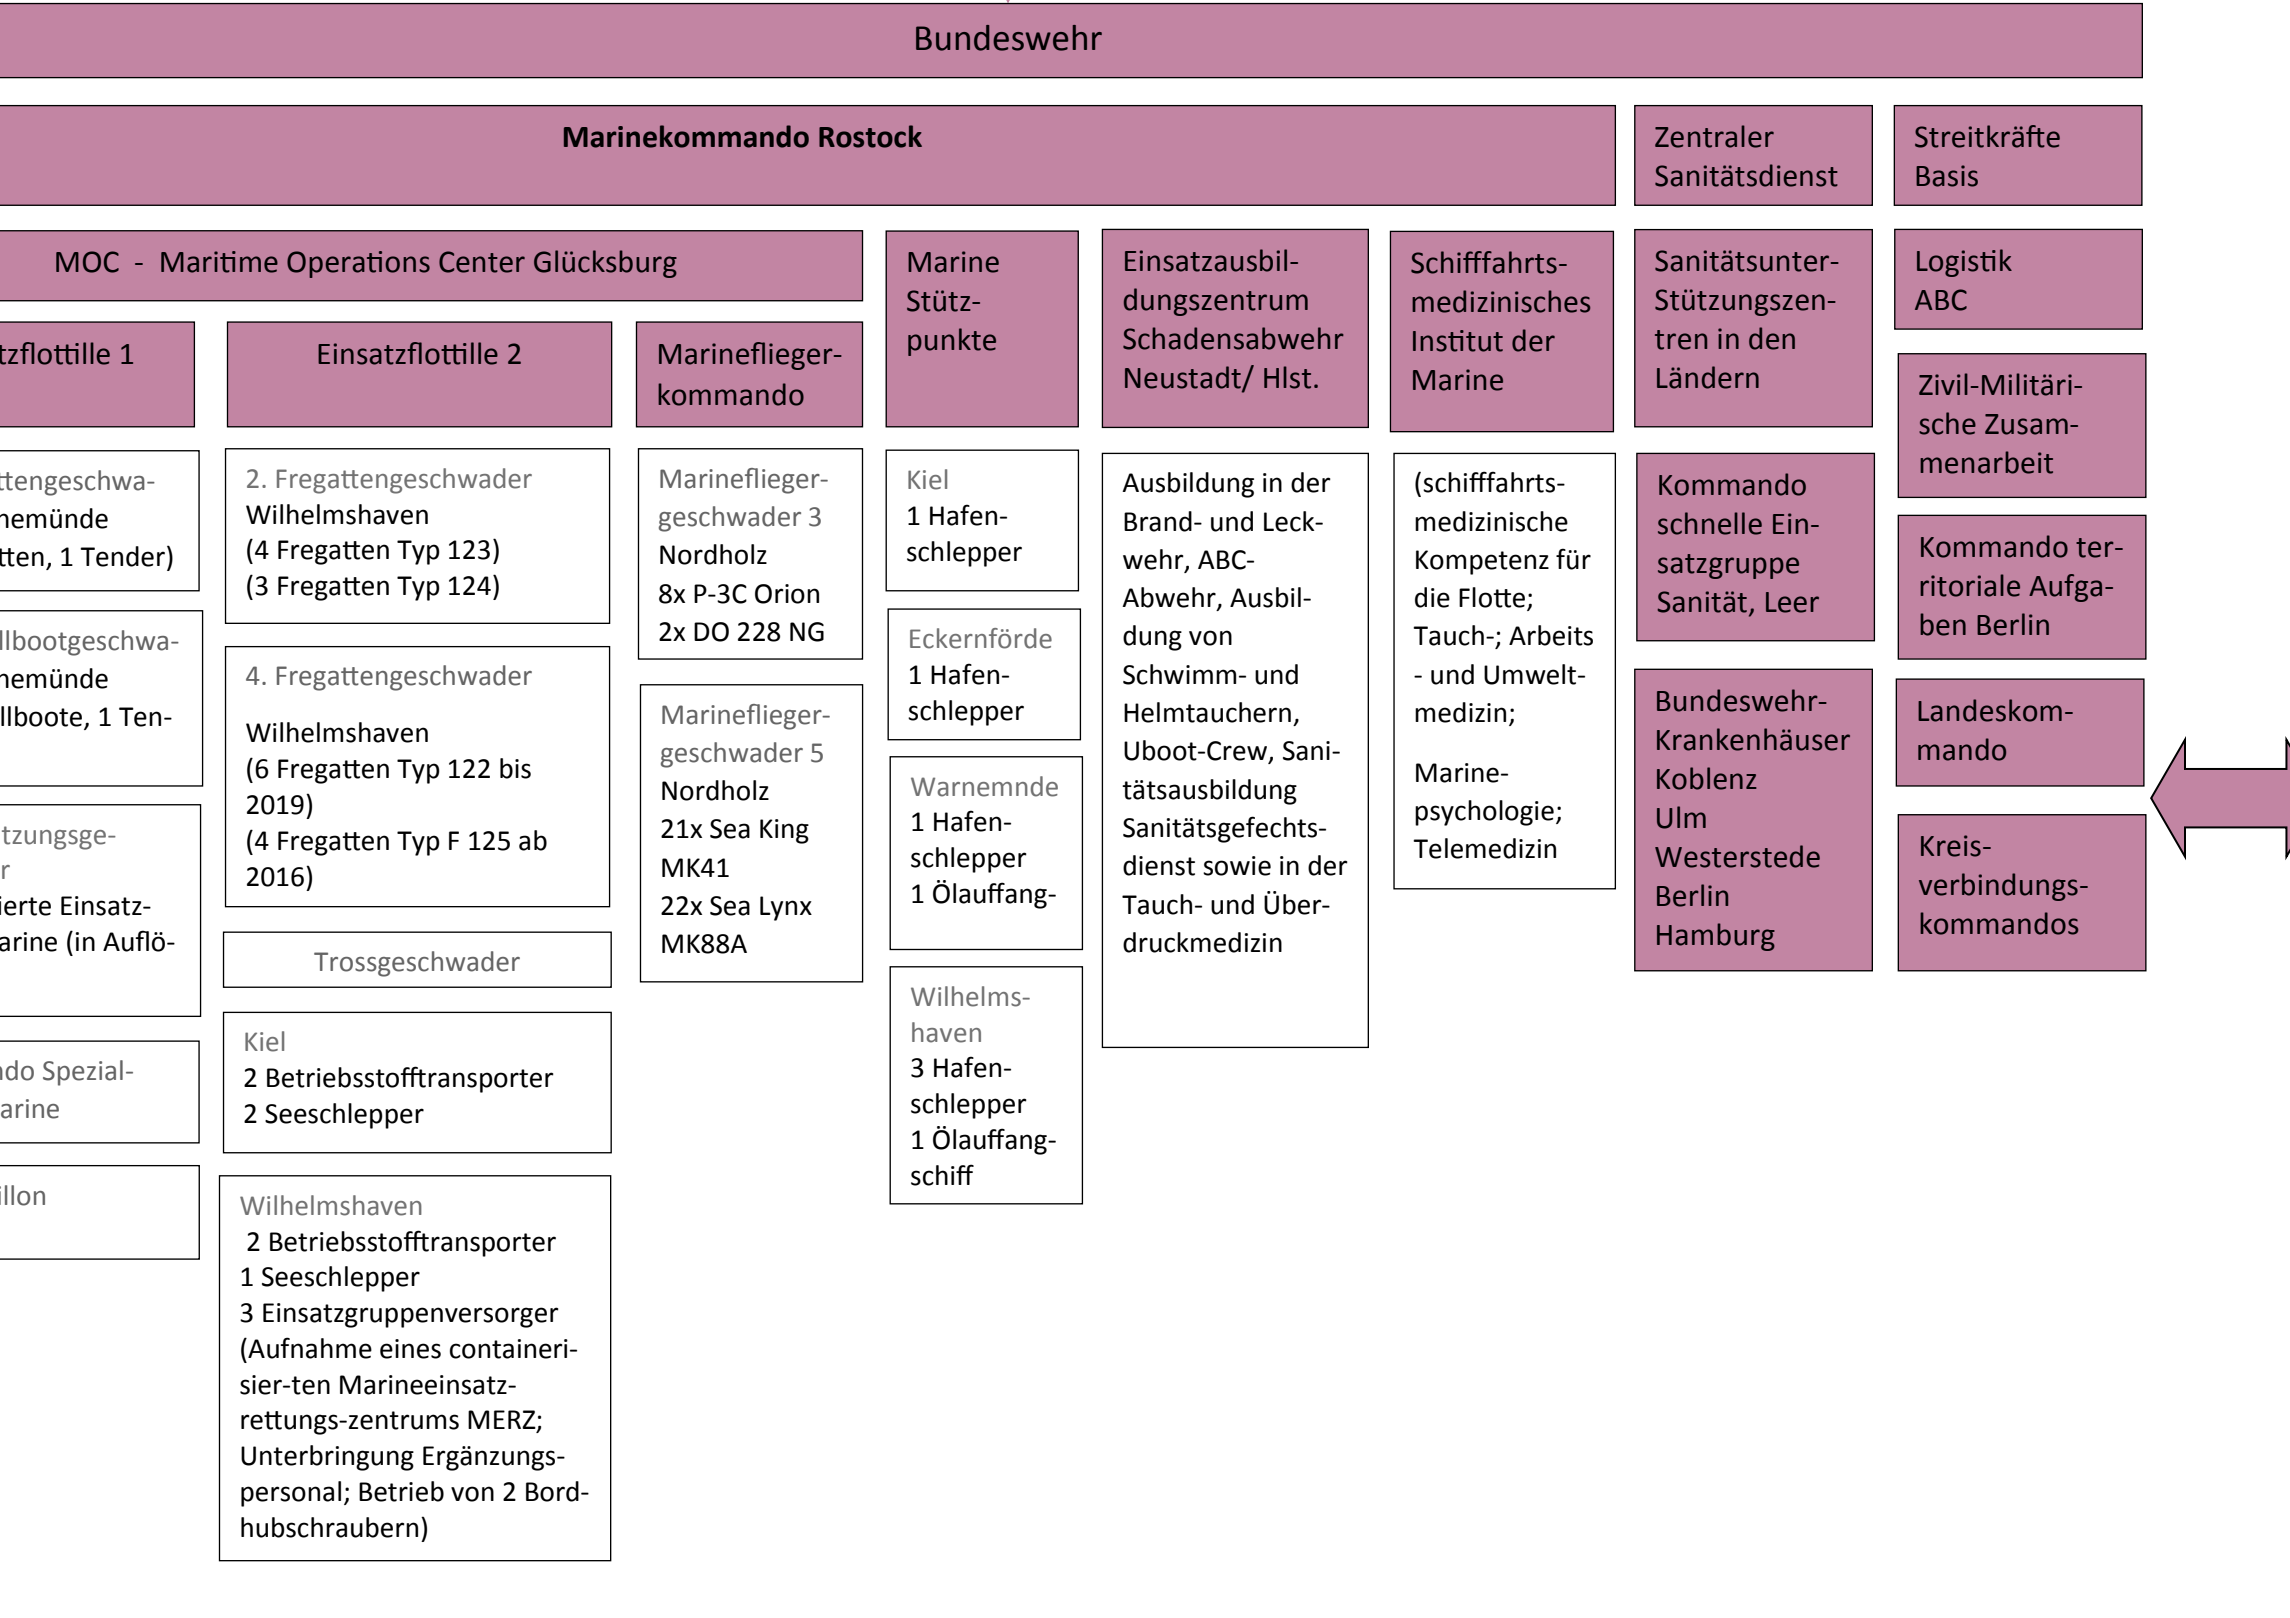 Bundeswehr
Marinekommando Rostock
Zentraler
Sanitätsdienst
Streitkräfte
Basis
MOC - Maritime Operations Center Glücksburg
tzflottille 1
ttengeschwa-
nemünde
tten, 1 Tender)
llbootgeschwa-
nemünde
llboote, 1 Ten-
tzungsge-
r
ierte Einsatz-
arine (in Auflö-
do Spezial-
arine
illon
Einsatzflottille 2
2. Fregattengeschwader
Wilhelmshaven
(4 Fregatten Typ 123)
(3 Fregatten Typ 124)
4. Fregattengeschwader
Wilhelmshaven
(6 Fregatten Typ 122 bis
2019)
(4 Fregatten Typ F 125 ab
2016)
Trossgeschwader
Kiel
2 Betriebsstofftransporter
2 Seeschlepper
Wilhelmshaven
2 Betriebsstofftransporter
1 Seeschlepper
3 Einsatzgruppenversorger
(Aufnahme eines containeri-
sier-ten Marineeinsatz-
rettungs-zentrums MERZ;
Unterbringung Ergänzungs-
personal; Betrieb von 2 Bord-
hubschraubern)
Marineflieger-
kommando
Marineflieger-
geschwader 3
Nordholz
8x P-3C Orion
2x DO 228 NG
Marineflieger-
geschwader 5
Nordholz
21x Sea King
MK41
22x Sea Lynx
MK88A
Marine
Stütz-
punkte
Kiel
1 Hafen-
schlepper
Eckernförde
1 Hafen-
schlepper
Warnemnde
1 Hafen-
schlepper
1 Ölauffang-
Wilhelms-
haven
3 Hafen-
schlepper
1 Ölauffang-
schiff
Einsatzausbil-
dungszentrum
Schadensabwehr
Neustadt/ Hlst.
Ausbildung in der
Brand- und Leck-
wehr, ABC-
Abwehr, Ausbil-
dung von
Schwimm- und
Helmtauchern,
Uboot-Crew, Sani-
tätsausbildung
Sanitätsgefechts-
dienst sowie in der
Tauch- und Über-
druckmedizin
Schifffahrts-
medizinisches
Institut der
Marine
(schifffahrts-
medizinische
Kompetenz für
die Flotte;
Tauch-; Arbeits
- und Umwelt-
medizin;
Marine-
psychologie;
Telemedizin
Sanitätsunter-
Stützungszen-
tren in den
Ländern
Kommando
schnelle Ein-
satzgruppe
Sanität, Leer
Bundeswehr-
Krankenhäuser
Koblenz
Ulm
Westerstede
Berlin
Hamburg
Logistik
ABC
Zivil-Militäri-
sche Zusam-
menarbeit
Kommando ter-
ritoriale Aufga-
ben Berlin
Landeskom-
mando
Kreis-
verbindungs-
kommandos